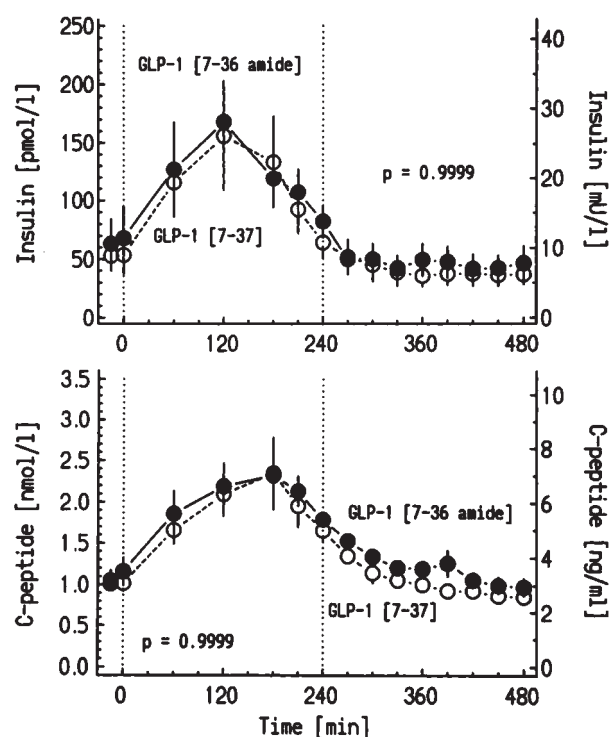 250
200
150
100
50
0
Insulin [pmol/l]
GLP-1 [7-36 amide]
GLP-1 [7-37]
p = 0.9999
40
30
20
10
0
Insulin [mU/l]
0 120 240 360 480
3.5
3.0
2.5
2.0
1.5
1.0
0.5
0.0
C-peptide [nmol/l]
GLP-1 [7-36 amide]
GLP-1 [7-37]
p = 0.9999
10
8
6
4
2
0
C-peptide [ng/ml]
0 120 240 360 480
Time [min]